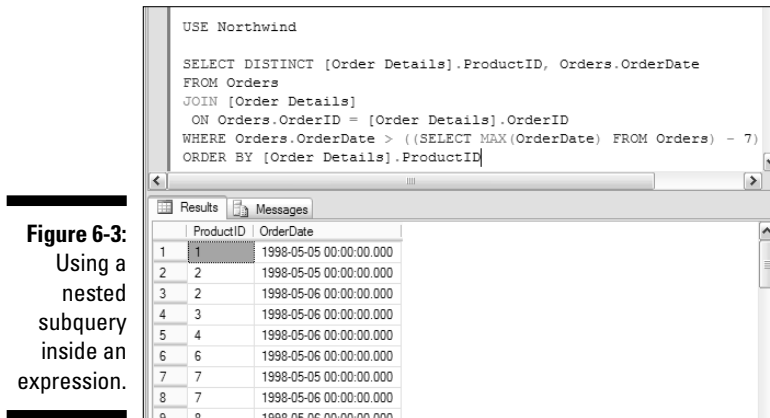 USE Northwind
SELECT DISTINCT [Order Details].ProductID, Orders.OrderDate
FROM Orders
JOIN [Order Details]
ON Orders.OrderID = [Order Details].OrderID
WHERE Orders.OrderDate > ((SELECT MAX(OrderDate) FROM Orders) - 7)
ORDER BY [Order Details].ProductID
Results Messages
ProductID OrderDate
1 1 1998-05-05 00:00:00.000
2 2 1998-05-05 00:00:00.000
3 2 1998-05-06 00:00:00.000
4 3 1998-05-06 00:00:00.000
5 4 1998-05-06 00:00:00.000
6 6 1998-05-06 00:00:00.000
7 7 1998-05-05 00:00:00.000
8 7 1998-05-06 00:00:00.000
9 8 1998-05-06 00:00:00.000
Figure 6-3:
Using a
nested
subquery
inside an
expression.